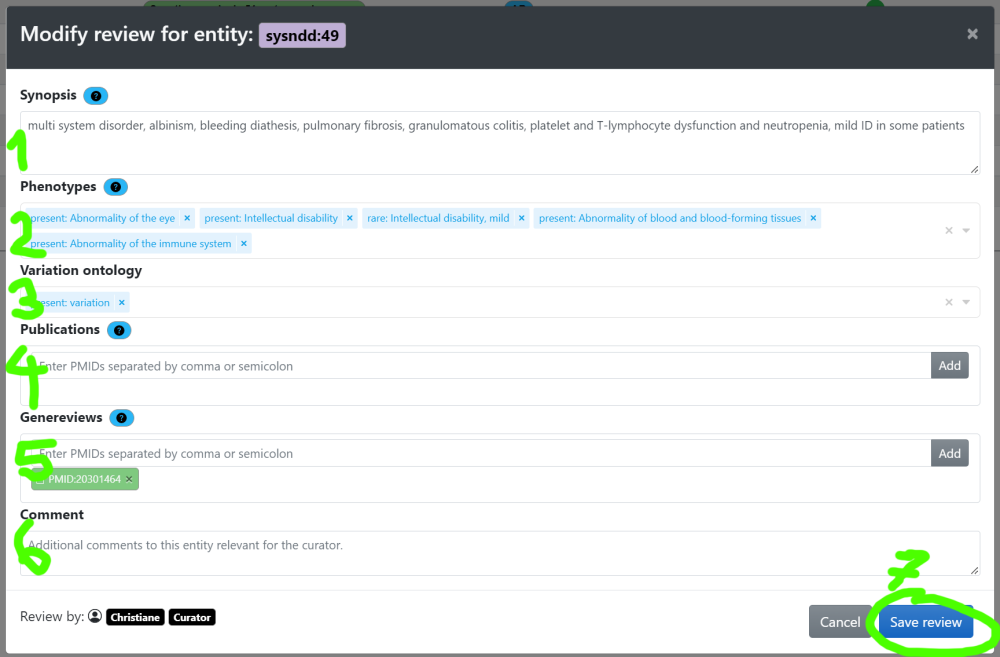 Modify review for entity: sysndd:49 ×
Synopsis ?
1
multi system disorder, albinism, bleeding diathesis, pulmonary fibrosis, granulomatous colitis, platelet and T-lymphocyte dysfunction and neutropenia, mild ID in some patients
Phenotypes ?
2
present: Abnormality of the eye × present: Intellectual disability × rare: Intellectual disability, mild × present: Abnormality of blood and blood-forming tissues ×
present: Abnormality of the immune system ×
Variation ontology
3
present: variation ×
Publications ?
4
Enter PMIDs separated by comma or semicolon Add
Genereviews ?
5
Enter PMIDs separated by comma or semicolon Add
PMID:20301464 ×
Comment
6
Additional comments to this entity relevant for the curator.
7
Review by: Christiane Curator Cancel Save review